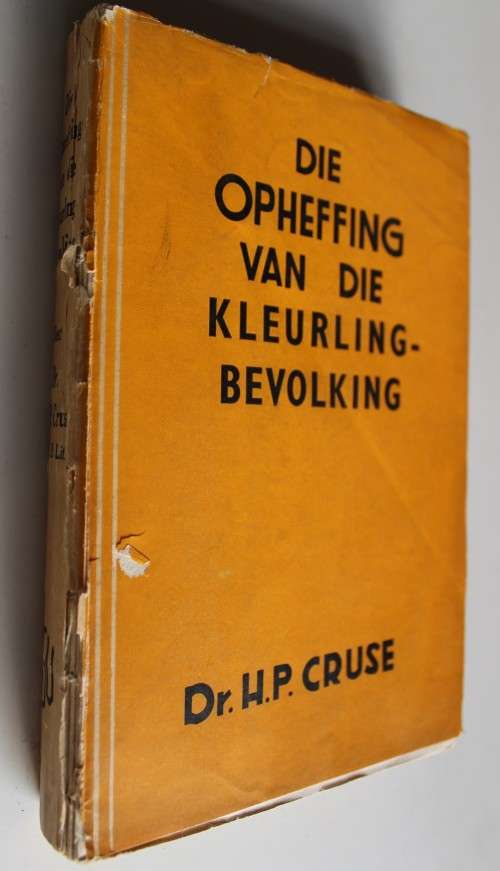 DIE
OPHEFFING
VAN DIE
KLEURLING-
BEVOLKING
Dr. H.P. CRUSE